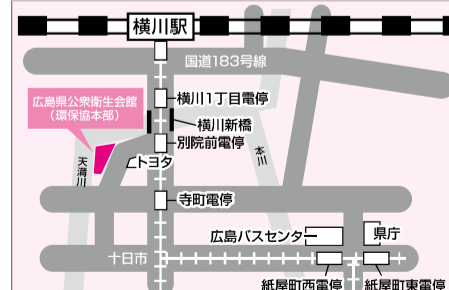 横川駅
国道183号線
広島県公衆衛生会館
（環保協本部）
横川1丁目電停
横川新橋
別院前電停
トヨタ
天満川
本川
寺町電停
広島バスセンター
県庁
十日市
紙屋町西電停
紙屋町東電停